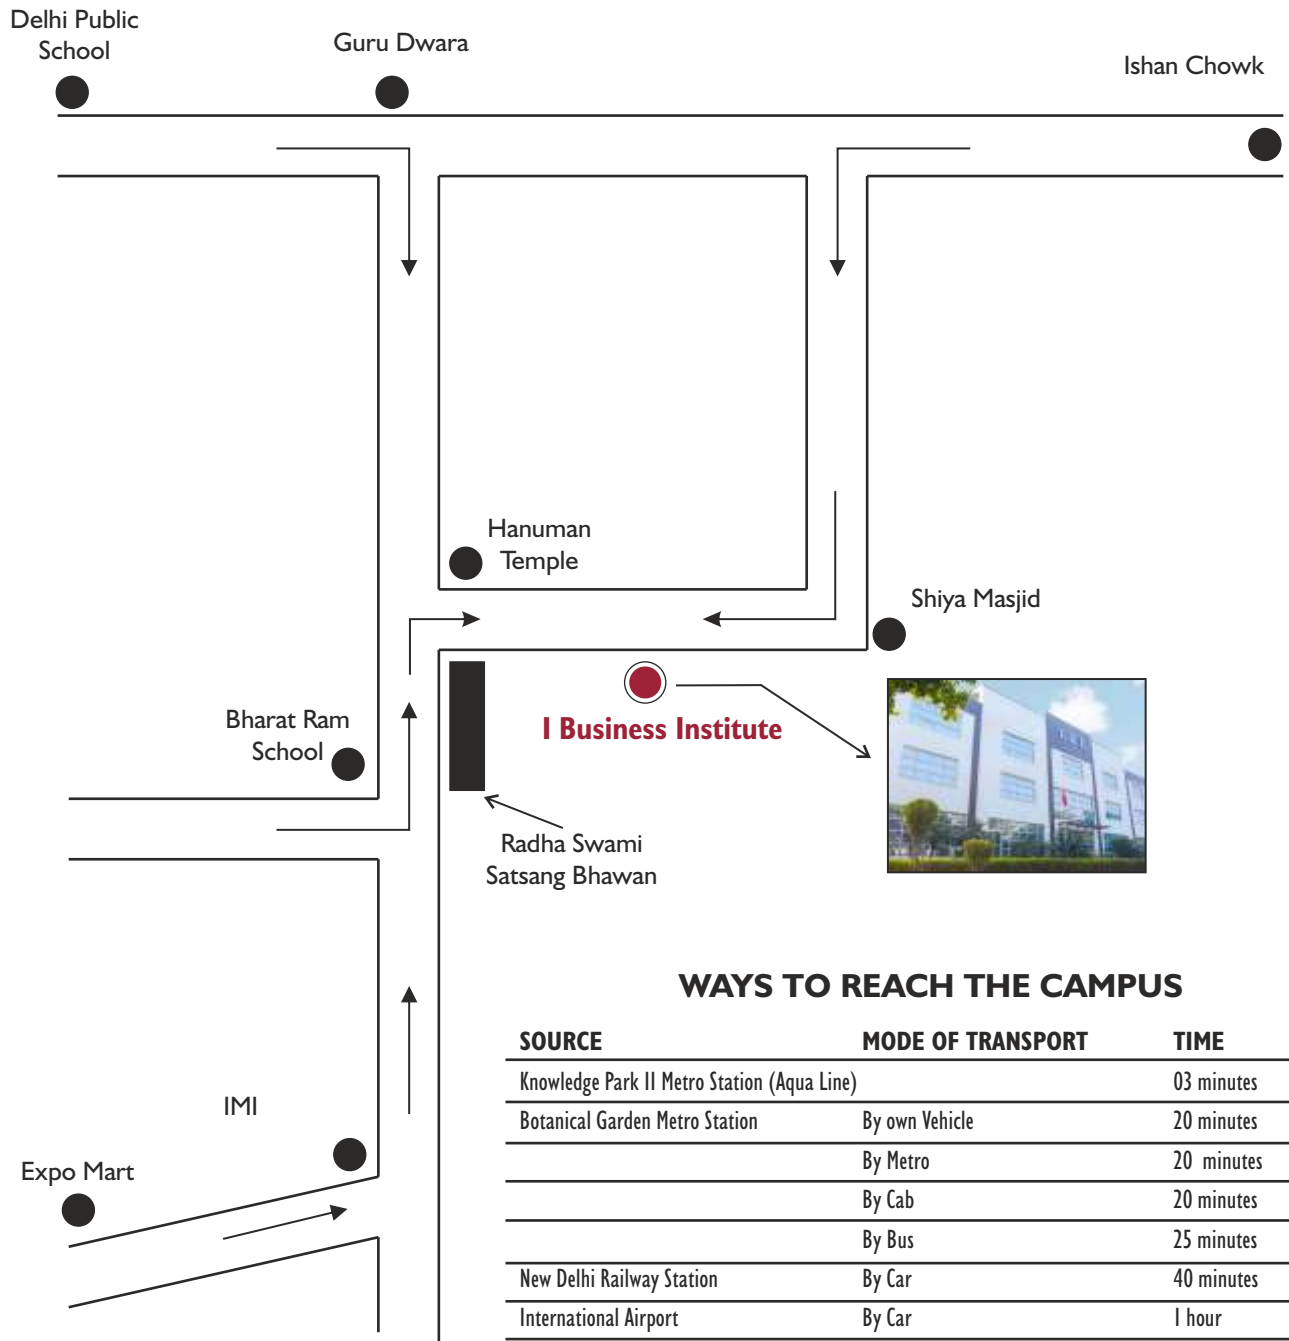 Delhi Public
School
Guru Dwara
Ishan Chowk
Hanuman
Temple
Shiya Masjid
I Business Institute
Bharat Ram
School
Radha Swami
Satsang Bhawan
IMI
Expo Mart
WAYS TO REACH THE CAMPUS
SOURCE MODE OF TRANSPORT TIME
Knowledge Park II Metro Station (Aqua Line) 03 minutes
Botanical Garden Metro Station By own Vehicle 20 minutes
By Metro 20 minutes
By Cab 20 minutes
By Bus 25 minutes
New Delhi Railway Station By Car 40 minutes
International Airport By Car 1 hour